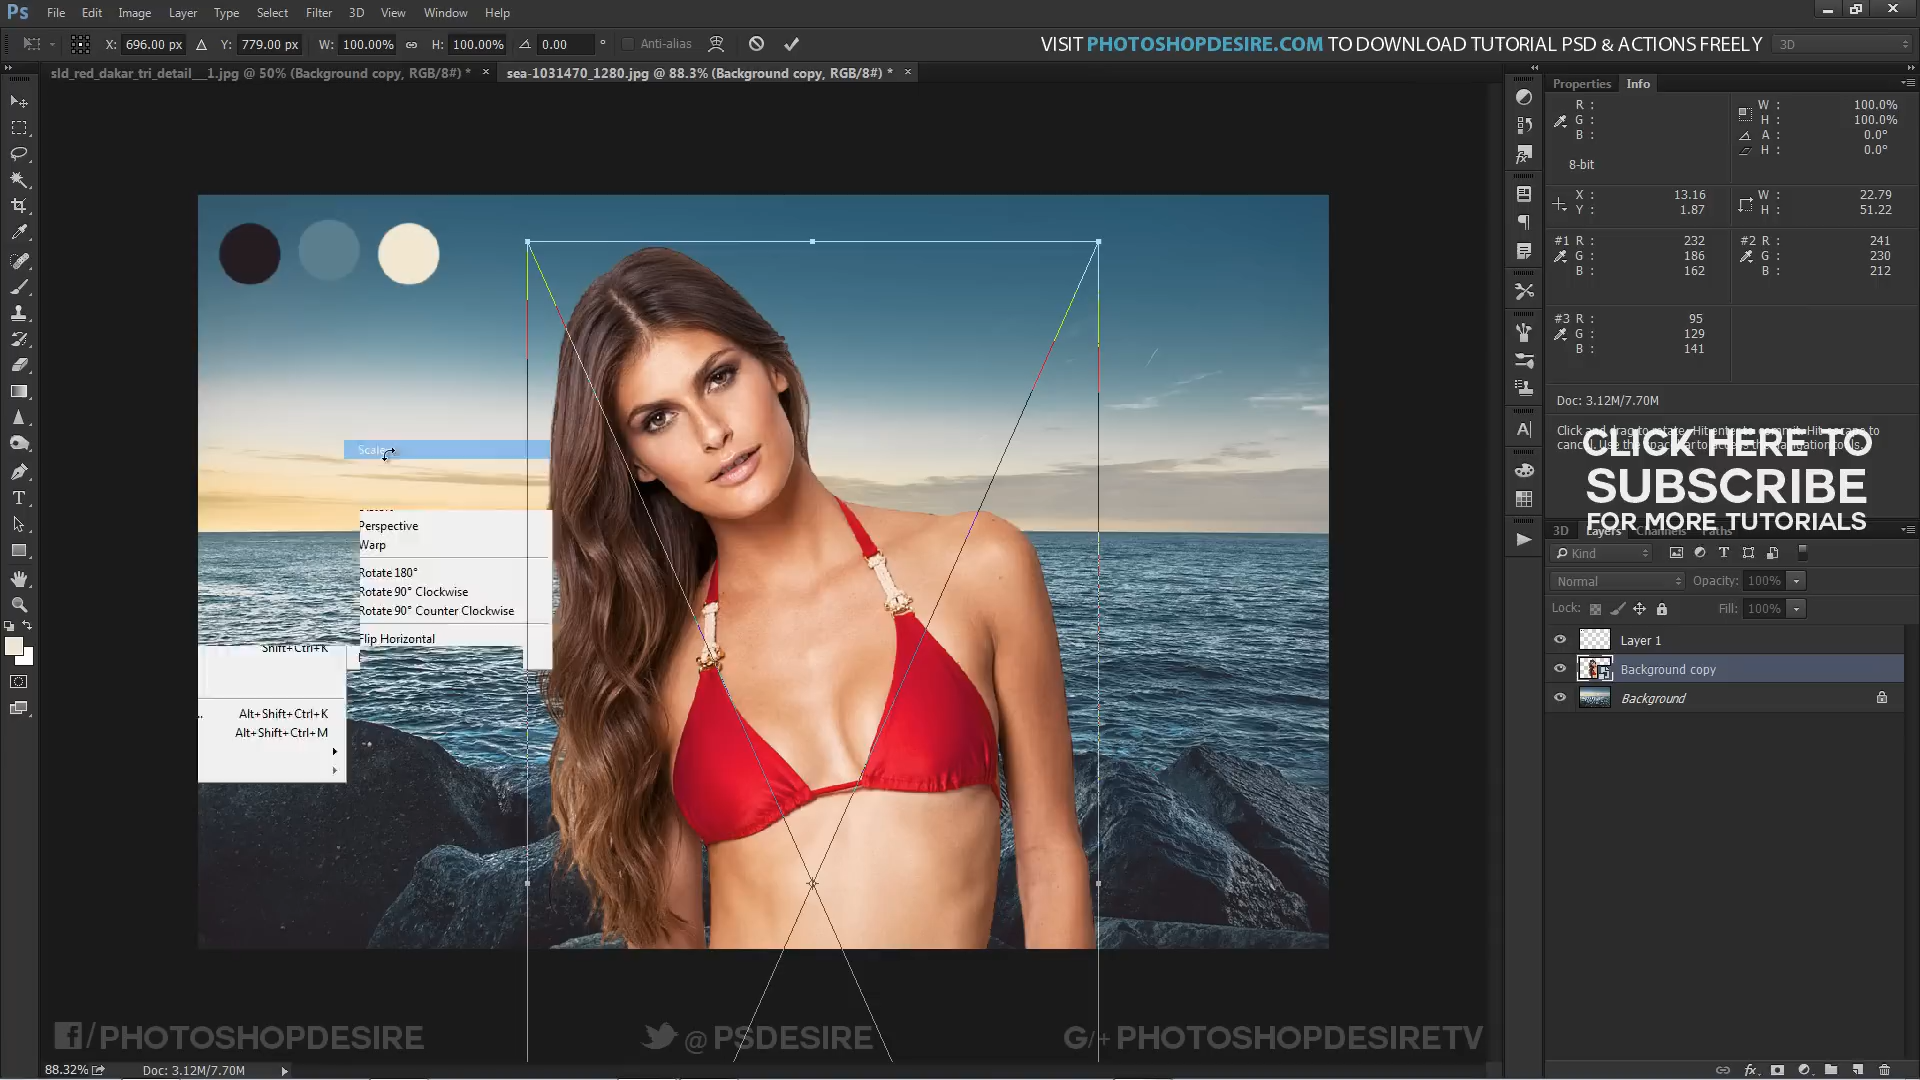 Ps File Edit Image Layer Type Select Filter 3D View Window Help
X: 696.00 px Y: 779.00 px W: 100.00% H: 100.00% 0.00 ° Anti-alias
VISIT PHOTOSHOPDESIRE.COM TO DOWNLOAD TUTORIAL PSD & ACTIONS FREELY
3D
sld_red_dakar_tri_detail__1.jpg @ 50% (Background copy, RGB/8#) * ×
sea-1031470_1280.jpg @ 88.3% (Background copy, RGB/8#) * ×
Properties Info
R :
G :
B :
8-bit
W : 100.0%
H : 100.0%
A : 0.0°
H : 0.0°
X : 13.16
Y : 1.87
W : 22.79
H : 51.22
#1 R : 232
G : 186
B : 162
#2 R : 241
G : 230
B : 212
#3 R : 95
G : 129
B : 141
Doc: 3.12M/7.70M
CLICK HERE TO
SUBSCRIBE
FOR MORE TUTORIALS
3D Layers Channels Paths
Kind
Normal Opacity: 100%
Lock: Fill: 100%
Layer 1
Background copy
Background
Scale
Perspective
Warp
Rotate 180°
Rotate 90° Clockwise
Rotate 90° Counter Clockwise
Flip Horizontal
Shift+Ctrl+K
.. Alt+Shift+Ctrl+K
Alt+Shift+Ctrl+M
f/PHOTOSHOPDESIRE
@PSDESIRE
G/+PHOTOSHOPDESIRETV
88.32% Doc: 3.12M/7.70M